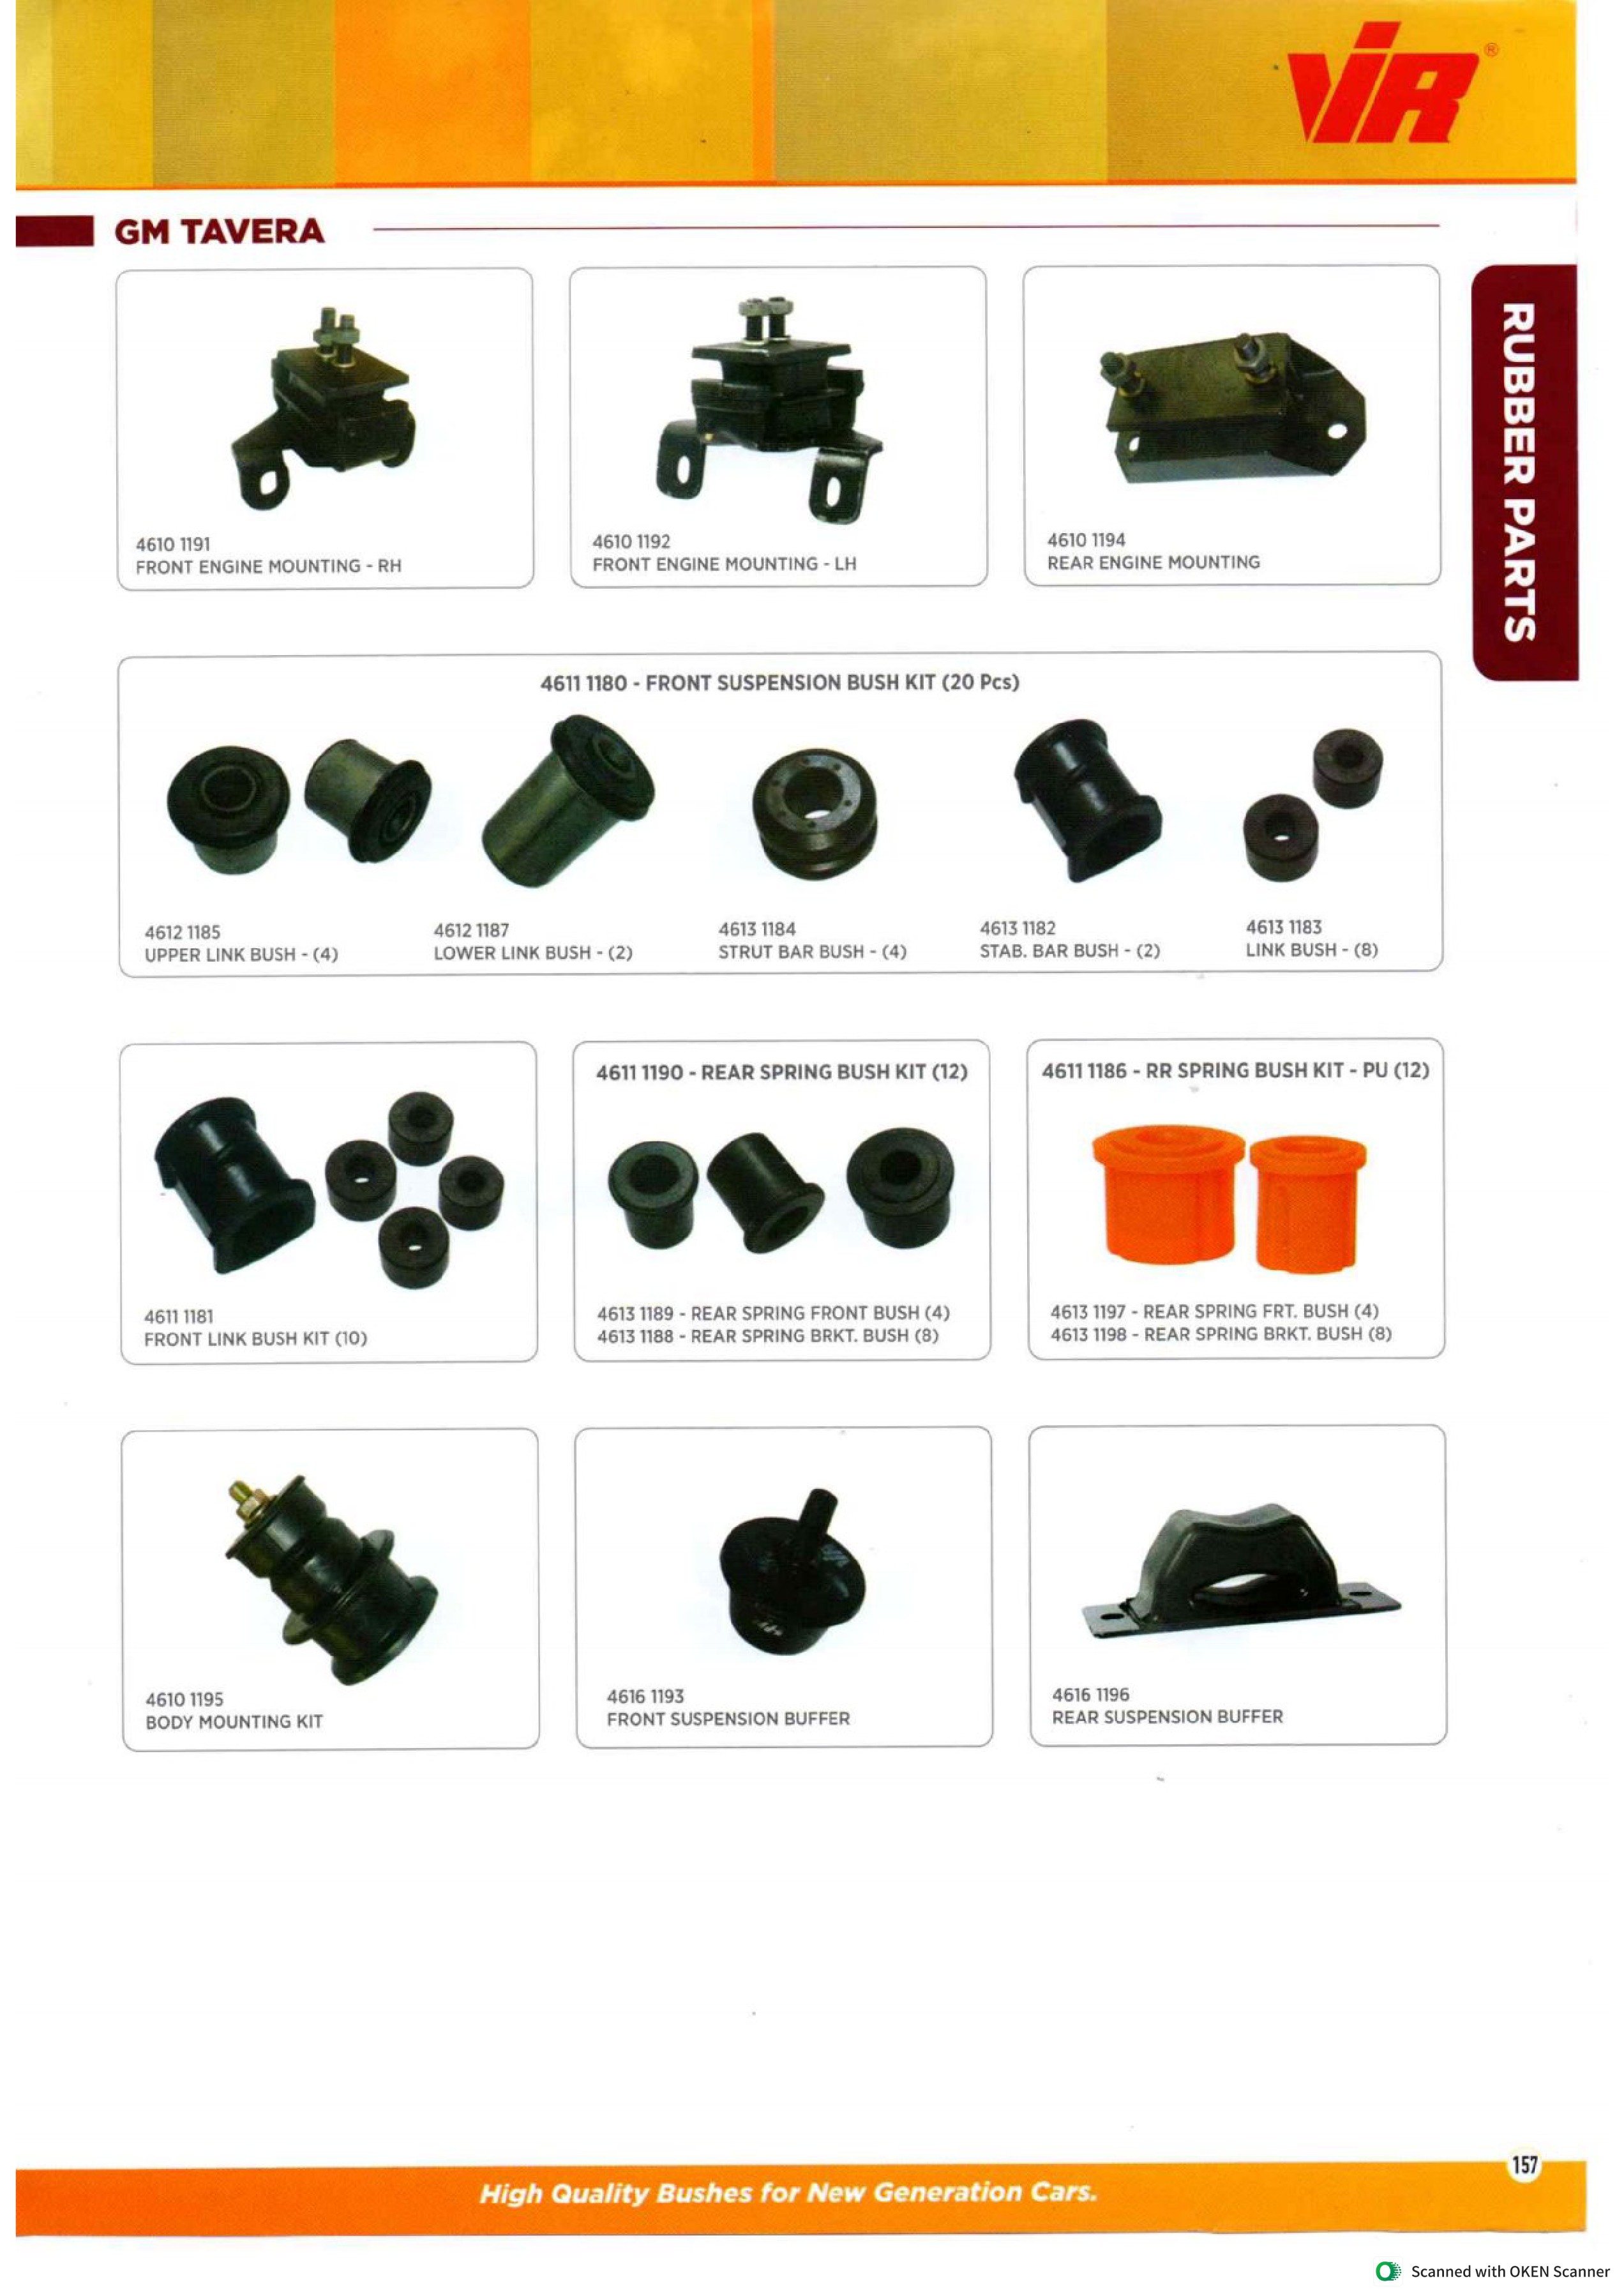 ViR®
GM TAVERA
RUBBER PARTS
4610 1191
FRONT ENGINE MOUNTING - RH
4610 1192
FRONT ENGINE MOUNTING - LH
4610 1194
REAR ENGINE MOUNTING
4611 1180 - FRONT SUSPENSION BUSH KIT (20 Pcs)
4612 1185
UPPER LINK BUSH - (4)
4612 1187
LOWER LINK BUSH - (2)
4613 1184
STRUT BAR BUSH - (4)
4613 1182
STAB. BAR BUSH - (2)
4613 1183
LINK BUSH - (8)
4611 1181
FRONT LINK BUSH KIT (10)
4611 1190 - REAR SPRING BUSH KIT (12)
4613 1189 - REAR SPRING FRONT BUSH (4)
4613 1188 - REAR SPRING BRKT. BUSH (8)
4611 1186 - RR SPRING BUSH KIT - PU (12)
4613 1197 - REAR SPRING FRT. BUSH (4)
4613 1198 - REAR SPRING BRKT. BUSH (8)
4610 1195
BODY MOUNTING KIT
4616 1193
FRONT SUSPENSION BUFFER
4616 1196
REAR SUSPENSION BUFFER
157
High Quality Bushes for New Generation Cars.
Scanned with OKEN Scanner